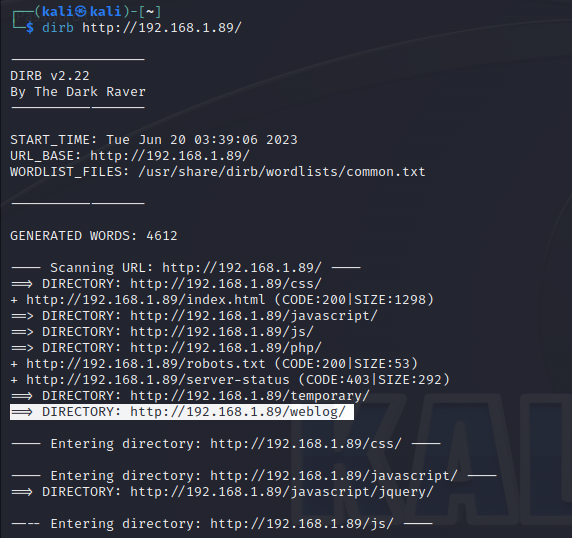 ┌──(kali㉿kali)-[~]
└─$ dirb http://192.168.1.89/
-----------------
DIRB v2.22
By The Dark Raver
-----------------
START_TIME: Tue Jun 20 03:39:06 2023
URL_BASE: http://192.168.1.89/
WORDLIST_FILES: /usr/share/dirb/wordlists/common.txt
-----------------
GENERATED WORDS: 4612
---- Scanning URL: http://192.168.1.89/ ----
==> DIRECTORY: http://192.168.1.89/css/
+ http://192.168.1.89/index.html (CODE:200|SIZE:1298)
==> DIRECTORY: http://192.168.1.89/javascript/
==> DIRECTORY: http://192.168.1.89/js/
==> DIRECTORY: http://192.168.1.89/php/
+ http://192.168.1.89/robots.txt (CODE:200|SIZE:53)
+ http://192.168.1.89/server-status (CODE:403|SIZE:292)
==> DIRECTORY: http://192.168.1.89/temporary/
==> DIRECTORY: http://192.168.1.89/weblog/
---- Entering directory: http://192.168.1.89/css/ ----
---- Entering directory: http://192.168.1.89/javascript/ ----
==> DIRECTORY: http://192.168.1.89/javascript/jquery/
---- Entering directory: http://192.168.1.89/js/ ----